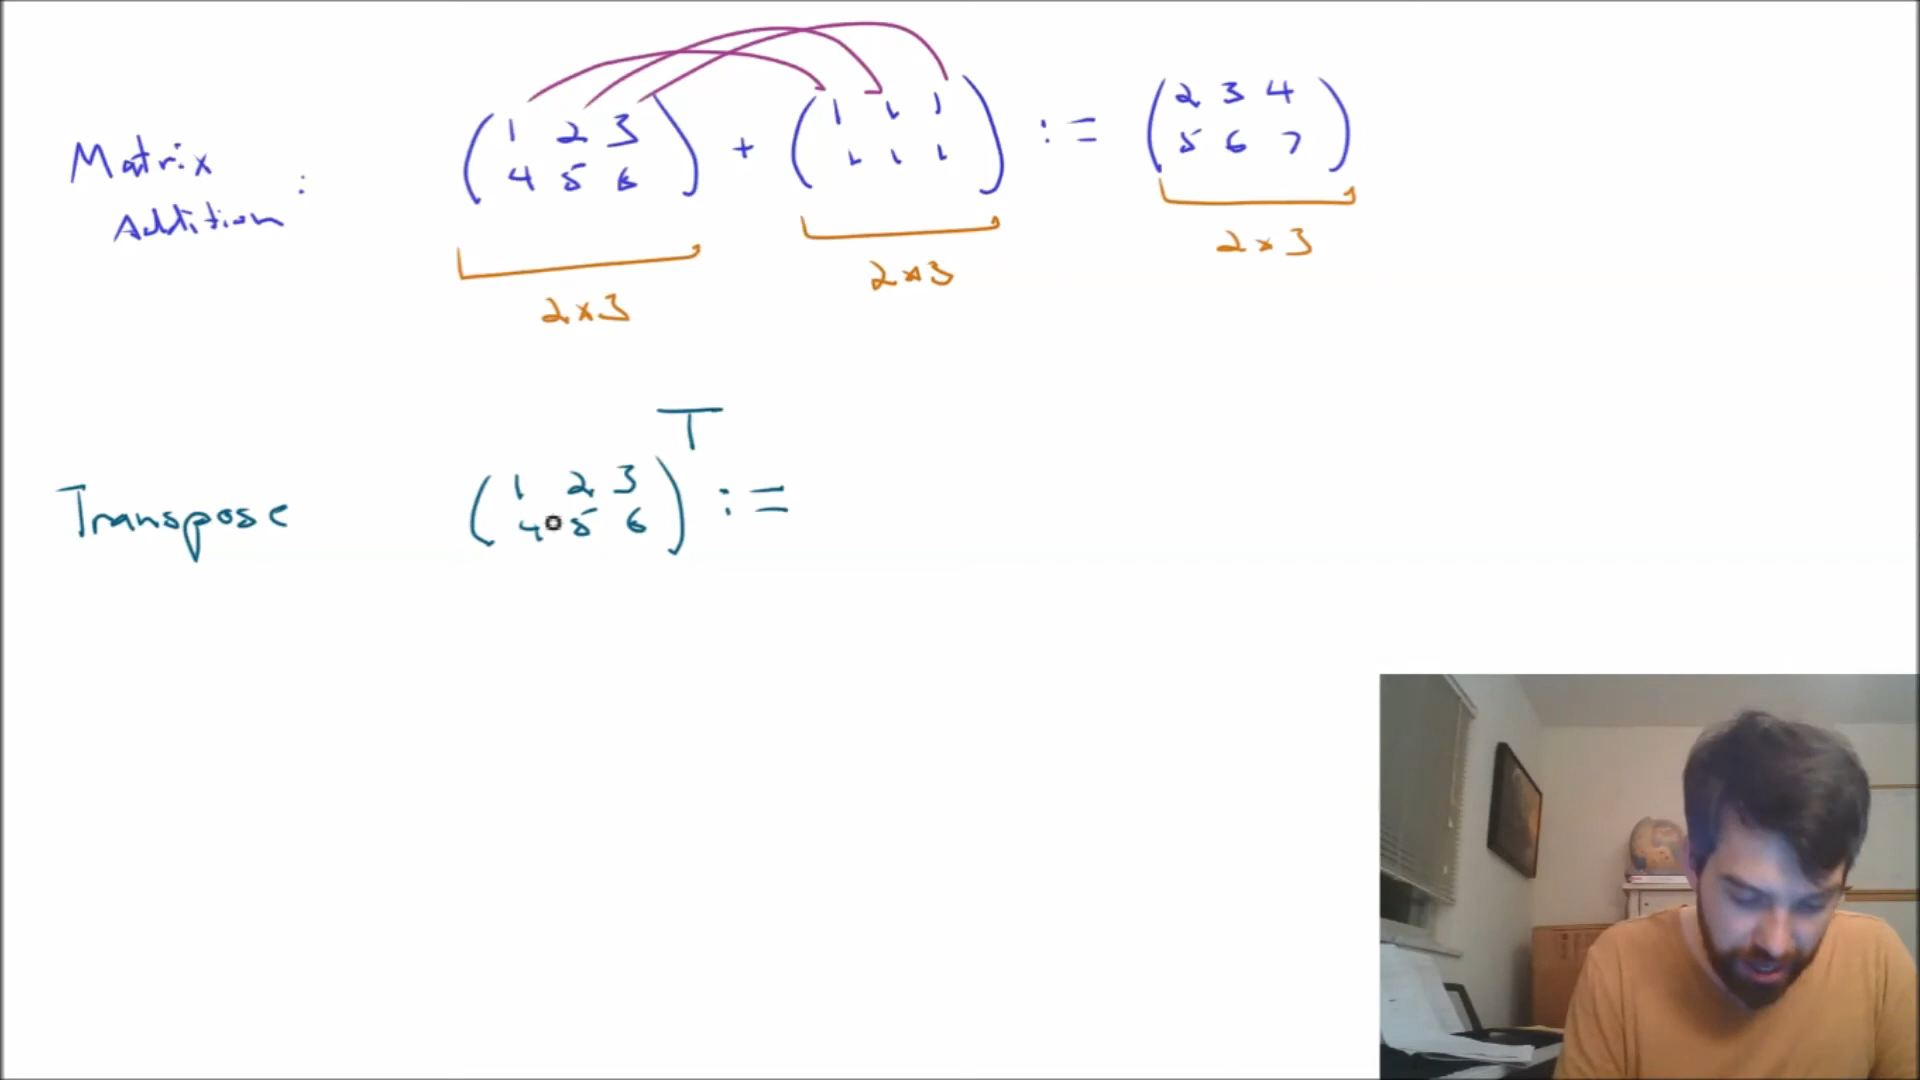 Matrix Addition :
( 1 2 3 ) + ( 1 1 1 ) := ( 2 3 4 )
( 4 5 6 ) ( 1 1 1 ) ( 5 6 7 )
2 × 3 2 × 3 2 × 3
Transpose ( 1 2 3 )ᵀ :=
( 4 5 6 )